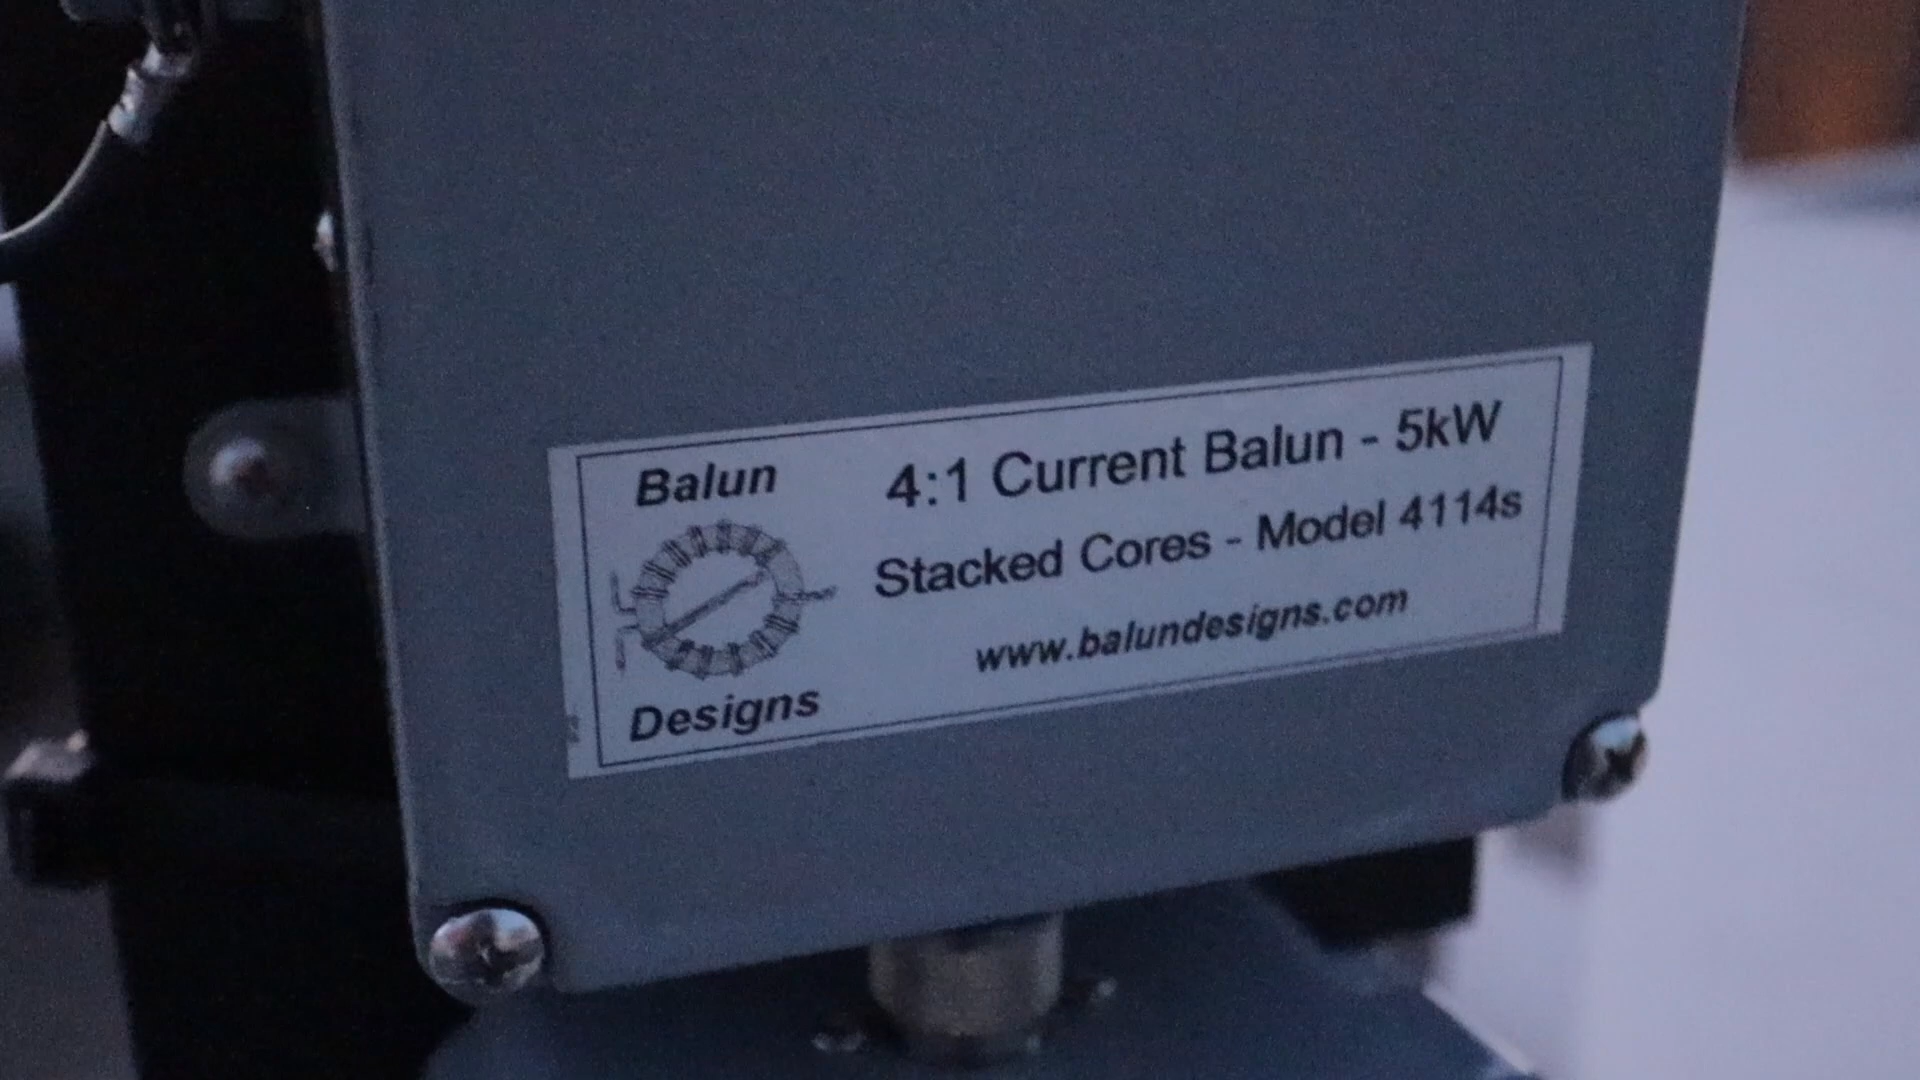 Balun
Designs
4:1 Current Balun - 5kW
Stacked Cores - Model 4114s
www.balundesigns.com